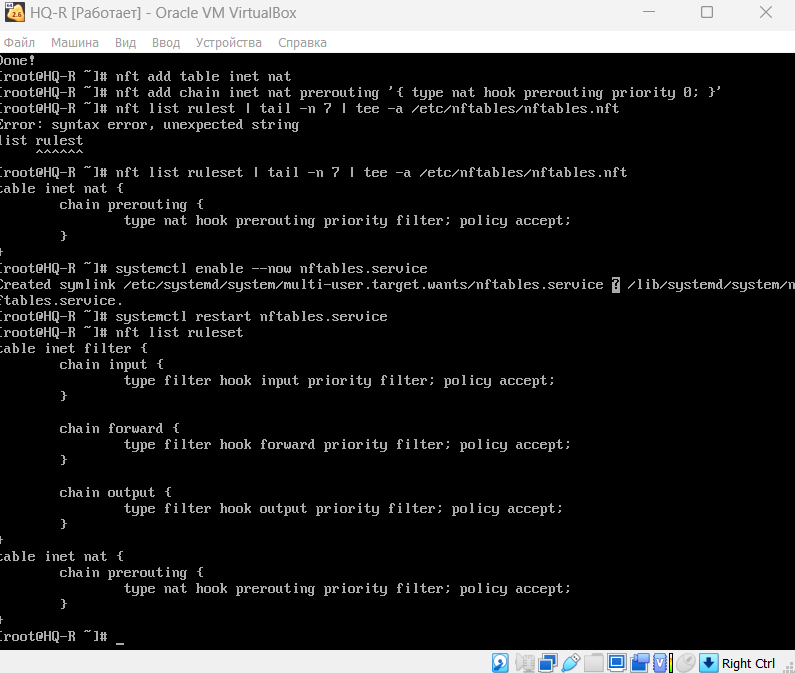 HQ-R [Работает] - Oracle VM VirtualBox
Файл Машина Вид Ввод Устройства Справка
Done!
[root@HQ-R ~]# nft add table inet nat
[root@HQ-R ~]# nft add chain inet nat prerouting '{ type nat hook prerouting priority 0; }'
[root@HQ-R ~]# nft list rulest | tail -n 7 | tee -a /etc/nftables/nftables.nft
Error: syntax error, unexpected string
list rulest
     ^^^^^^
[root@HQ-R ~]# nft list ruleset | tail -n 7 | tee -a /etc/nftables/nftables.nft
table inet nat {
        chain prerouting {
                type nat hook prerouting priority filter; policy accept;
        }
}
[root@HQ-R ~]# systemctl enable --now nftables.service
Created symlink /etc/systemd/system/multi-user.target.wants/nftables.service ? /lib/systemd/system/n
ftables.service.
[root@HQ-R ~]# systemctl restart nftables.service
[root@HQ-R ~]# nft list ruleset
table inet filter {
        chain input {
                type filter hook input priority filter; policy accept;
        }

        chain forward {
                type filter hook forward priority filter; policy accept;
        }

        chain output {
                type filter hook output priority filter; policy accept;
        }
}
table inet nat {
        chain prerouting {
                type nat hook prerouting priority filter; policy accept;
        }
}
[root@HQ-R ~]# _
Right Ctrl